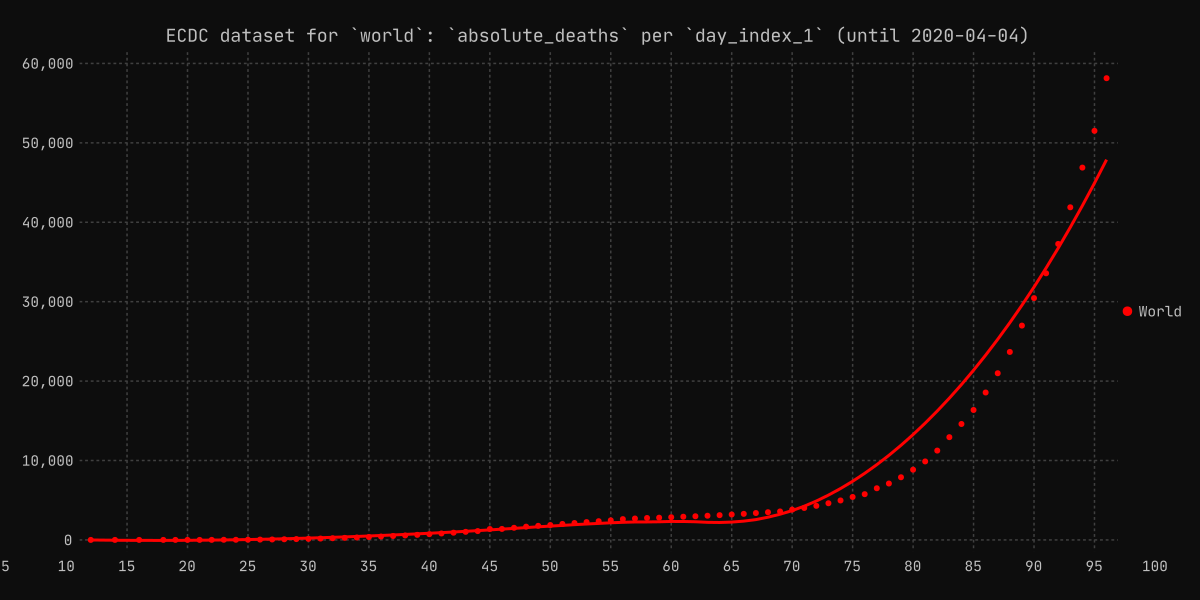 ECDC dataset for `world`: `absolute_deaths` per `day_index_1` (until 2020-04-04)
60,000
50,000
40,000
30,000
World
20,000
10,000
0
5 10 15 20 25 30 35 40 45 50 55 60 65 70 75 80 85 90 95 100